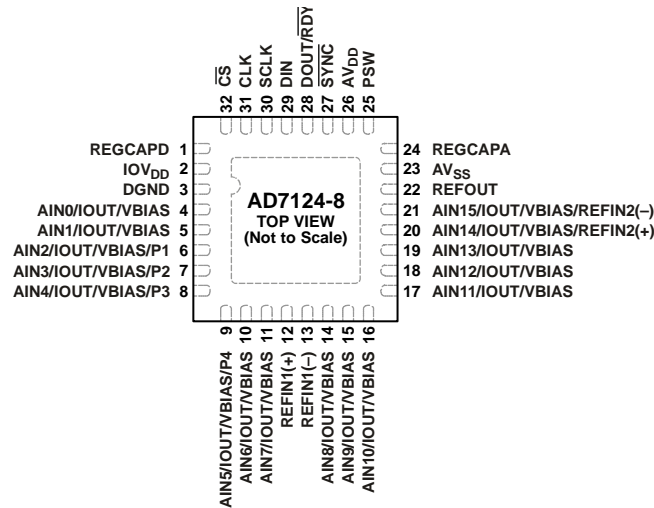 32 C̅S̅
31 CLK
30 SCLK
29 DIN
28 DOUT/R̅D̅Y̅
27 S̅Y̅N̅C̅
26 AVDD
25 PSW
REGCAPD 1
IOVDD 2
DGND 3
AIN0/IOUT/VBIAS 4
AIN1/IOUT/VBIAS 5
AIN2/IOUT/VBIAS/P1 6
AIN3/IOUT/VBIAS/P2 7
AIN4/IOUT/VBIAS/P3 8
AD7124-8
TOP VIEW
(Not to Scale)
24 REGCAPA
23 AVSS
22 REFOUT
21 AIN15/IOUT/VBIAS/REFIN2(–)
20 AIN14/IOUT/VBIAS/REFIN2(+)
19 AIN13/IOUT/VBIAS
18 AIN12/IOUT/VBIAS
17 AIN11/IOUT/VBIAS
AIN5/IOUT/VBIAS/P4 9
AIN6/IOUT/VBIAS 10
AIN7/IOUT/VBIAS 11
REFIN1(+) 12
REFIN1(–) 13
AIN8/IOUT/VBIAS 14
AIN9/IOUT/VBIAS 15
AIN10/IOUT/VBIAS 16